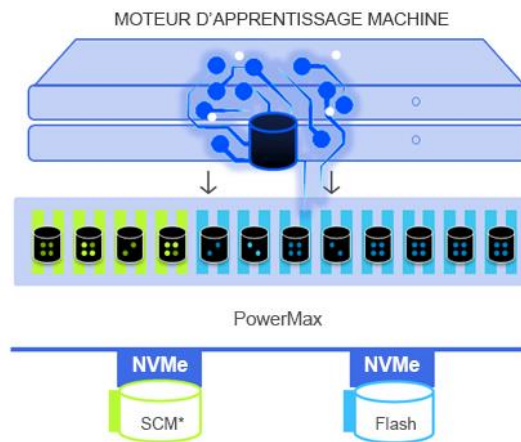 MOTEUR D’APPRENTISSAGE MACHINE
PowerMax
NVMe
NVMe
SCM*
Flash